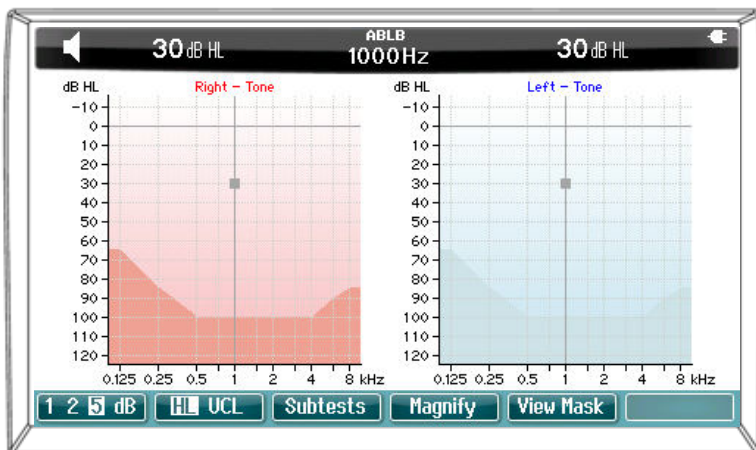 ABLB
30 dB HL 1000 Hz 30 dB HL
dB HL Right - Tone dB HL Left - Tone
-10 -10
0 0
10 10
20 20
30 30
40 40
50 50
60 60
70 70
80 80
90 90
100 100
110 110
120 120
0.125 0.25 0.5 1 2 4 8 kHz 0.125 0.25 0.5 1 2 4 8 kHz
1 2 5 dB HL UCL Subtests Magnify View Mask